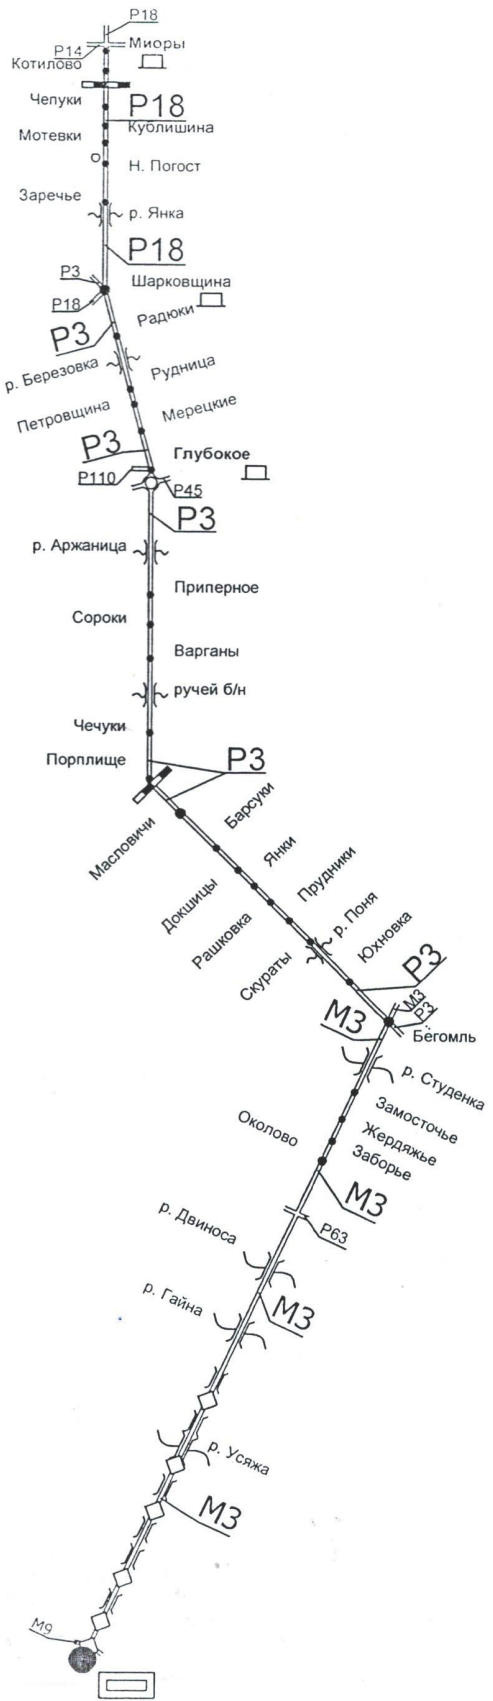 Р18
Р14
Миоры
Котилово
Чепуки
Р18
Кублишина
Мотевки
Н. Погост
Заречье
р. Янка
Р18
Р3
Шарковщина
Р18
Радюки
Р3
р. Березовка
Рудница
Петровщина
Мерецкие
Р3
Глубокое
Р110
Р45
Р3
р. Аржаница
Приперное
Сороки
Варганы
ручей б/н
Чечуки
Порплище
Р3
Барсуки
Масловичи
Янки
Прудники
Докшицы
р. Поня
Рашковка
Юхновка
Скураты
Р3
М3
Р3
М3
Бегомль
р. Студенка
Замосточье
Околово
Жердяжье
Заборье
М3
р. Двиноса
Р63
р. Гайна
М3
р. Усяжа
М3
М9